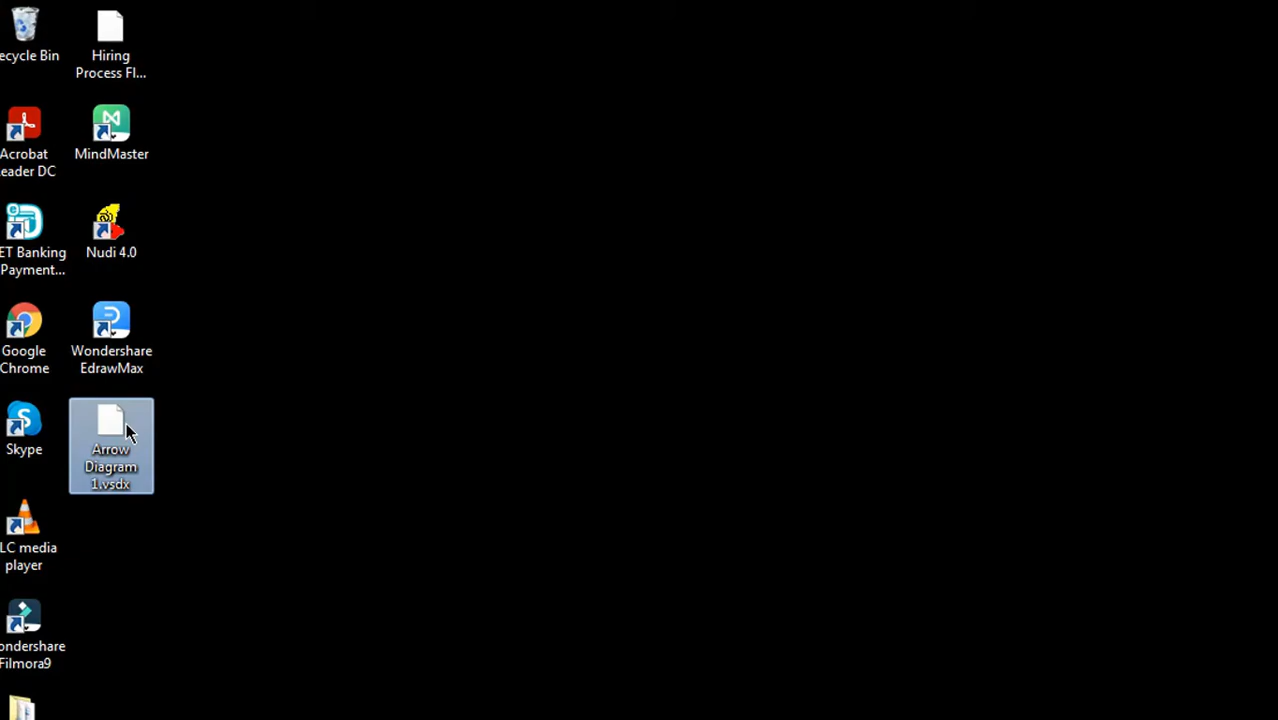 ecycle Bin
Hiring
Process Fl...
Acrobat
eader DC
MindMaster
ET Banking
Payment...
Nudi 4.0
Google
Chrome
Wondershare
EdrawMax
Skype
Arrow
Diagram
1.vsdx
LC media
player
ondershare
Filmora9